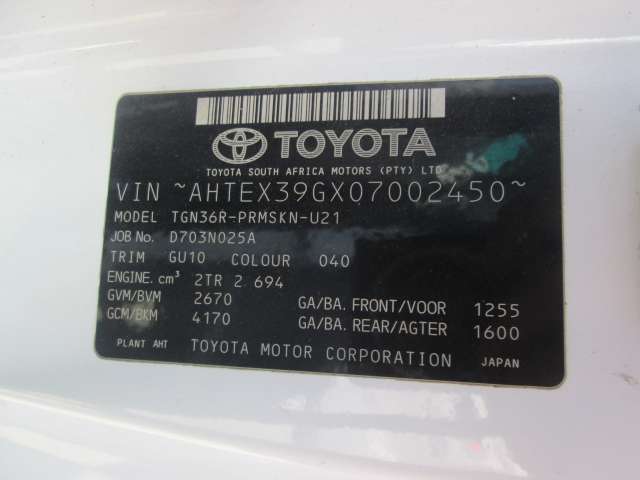 TOYOTA
TOYOTA SOUTH AFRICA MOTORS (PTY) LTD
VIN ~AHTEX39GX07002450~
MODEL TGN36R-PRMSKN-U21
JOB No. D703N025A
TRIM GU10 COLOUR 040
ENGINE. cm³ 2TR 2 694
GVM/BVM 2670 GA/BA. FRONT/VOOR 1255
GCM/BKM 4170 GA/BA. REAR/AGTER 1600
PLANT AHT TOYOTA MOTOR CORPORATION JAPAN